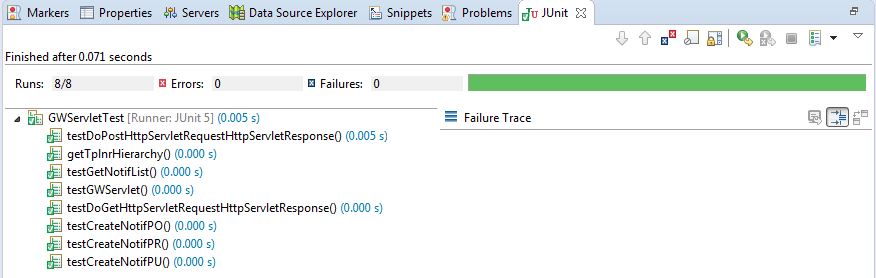 Markers Properties Servers Data Source Explorer Snippets Problems JUnit
Finished after 0.071 seconds
Runs: 8/8 Errors: 0 Failures: 0
GWServletTest [Runner: JUnit 5] (0.005 s)
Failure Trace
testDoPostHttpServletRequestHttpServletResponse() (0.005 s)
getTplnrHierarchy() (0.000 s)
testGetNotifList() (0.000 s)
testGWServlet() (0.000 s)
testDoGetHttpServletRequestHttpServletResponse() (0.000 s)
testCreateNotifPO() (0.000 s)
testCreateNotifPR() (0.000 s)
testCreateNotifPU() (0.000 s)